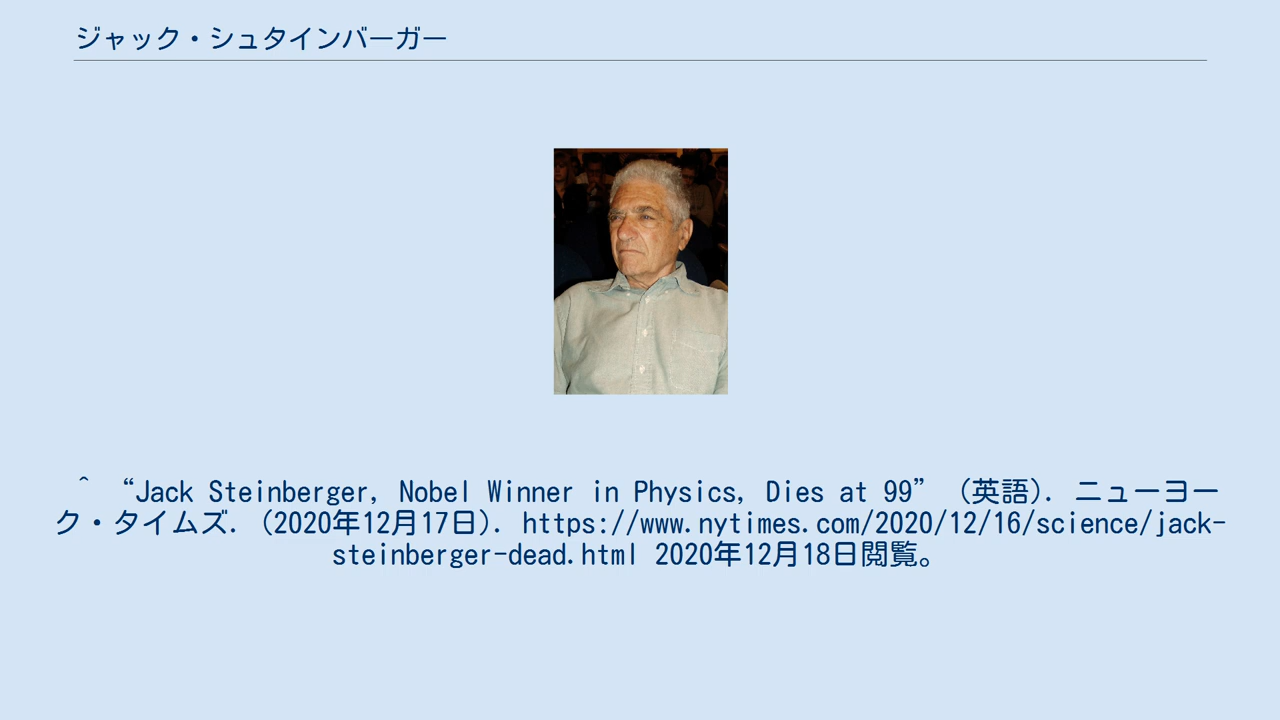 ジャック・シュタインバーガー
^ “Jack Steinberger, Nobel Winner in Physics, Dies at 99” (英語). ニューヨー
ク・タイムズ. (2020年12月17日). https://www.nytimes.com/2020/12/16/science/jack-
steinberger-dead.html 2020年12月18日閲覧。